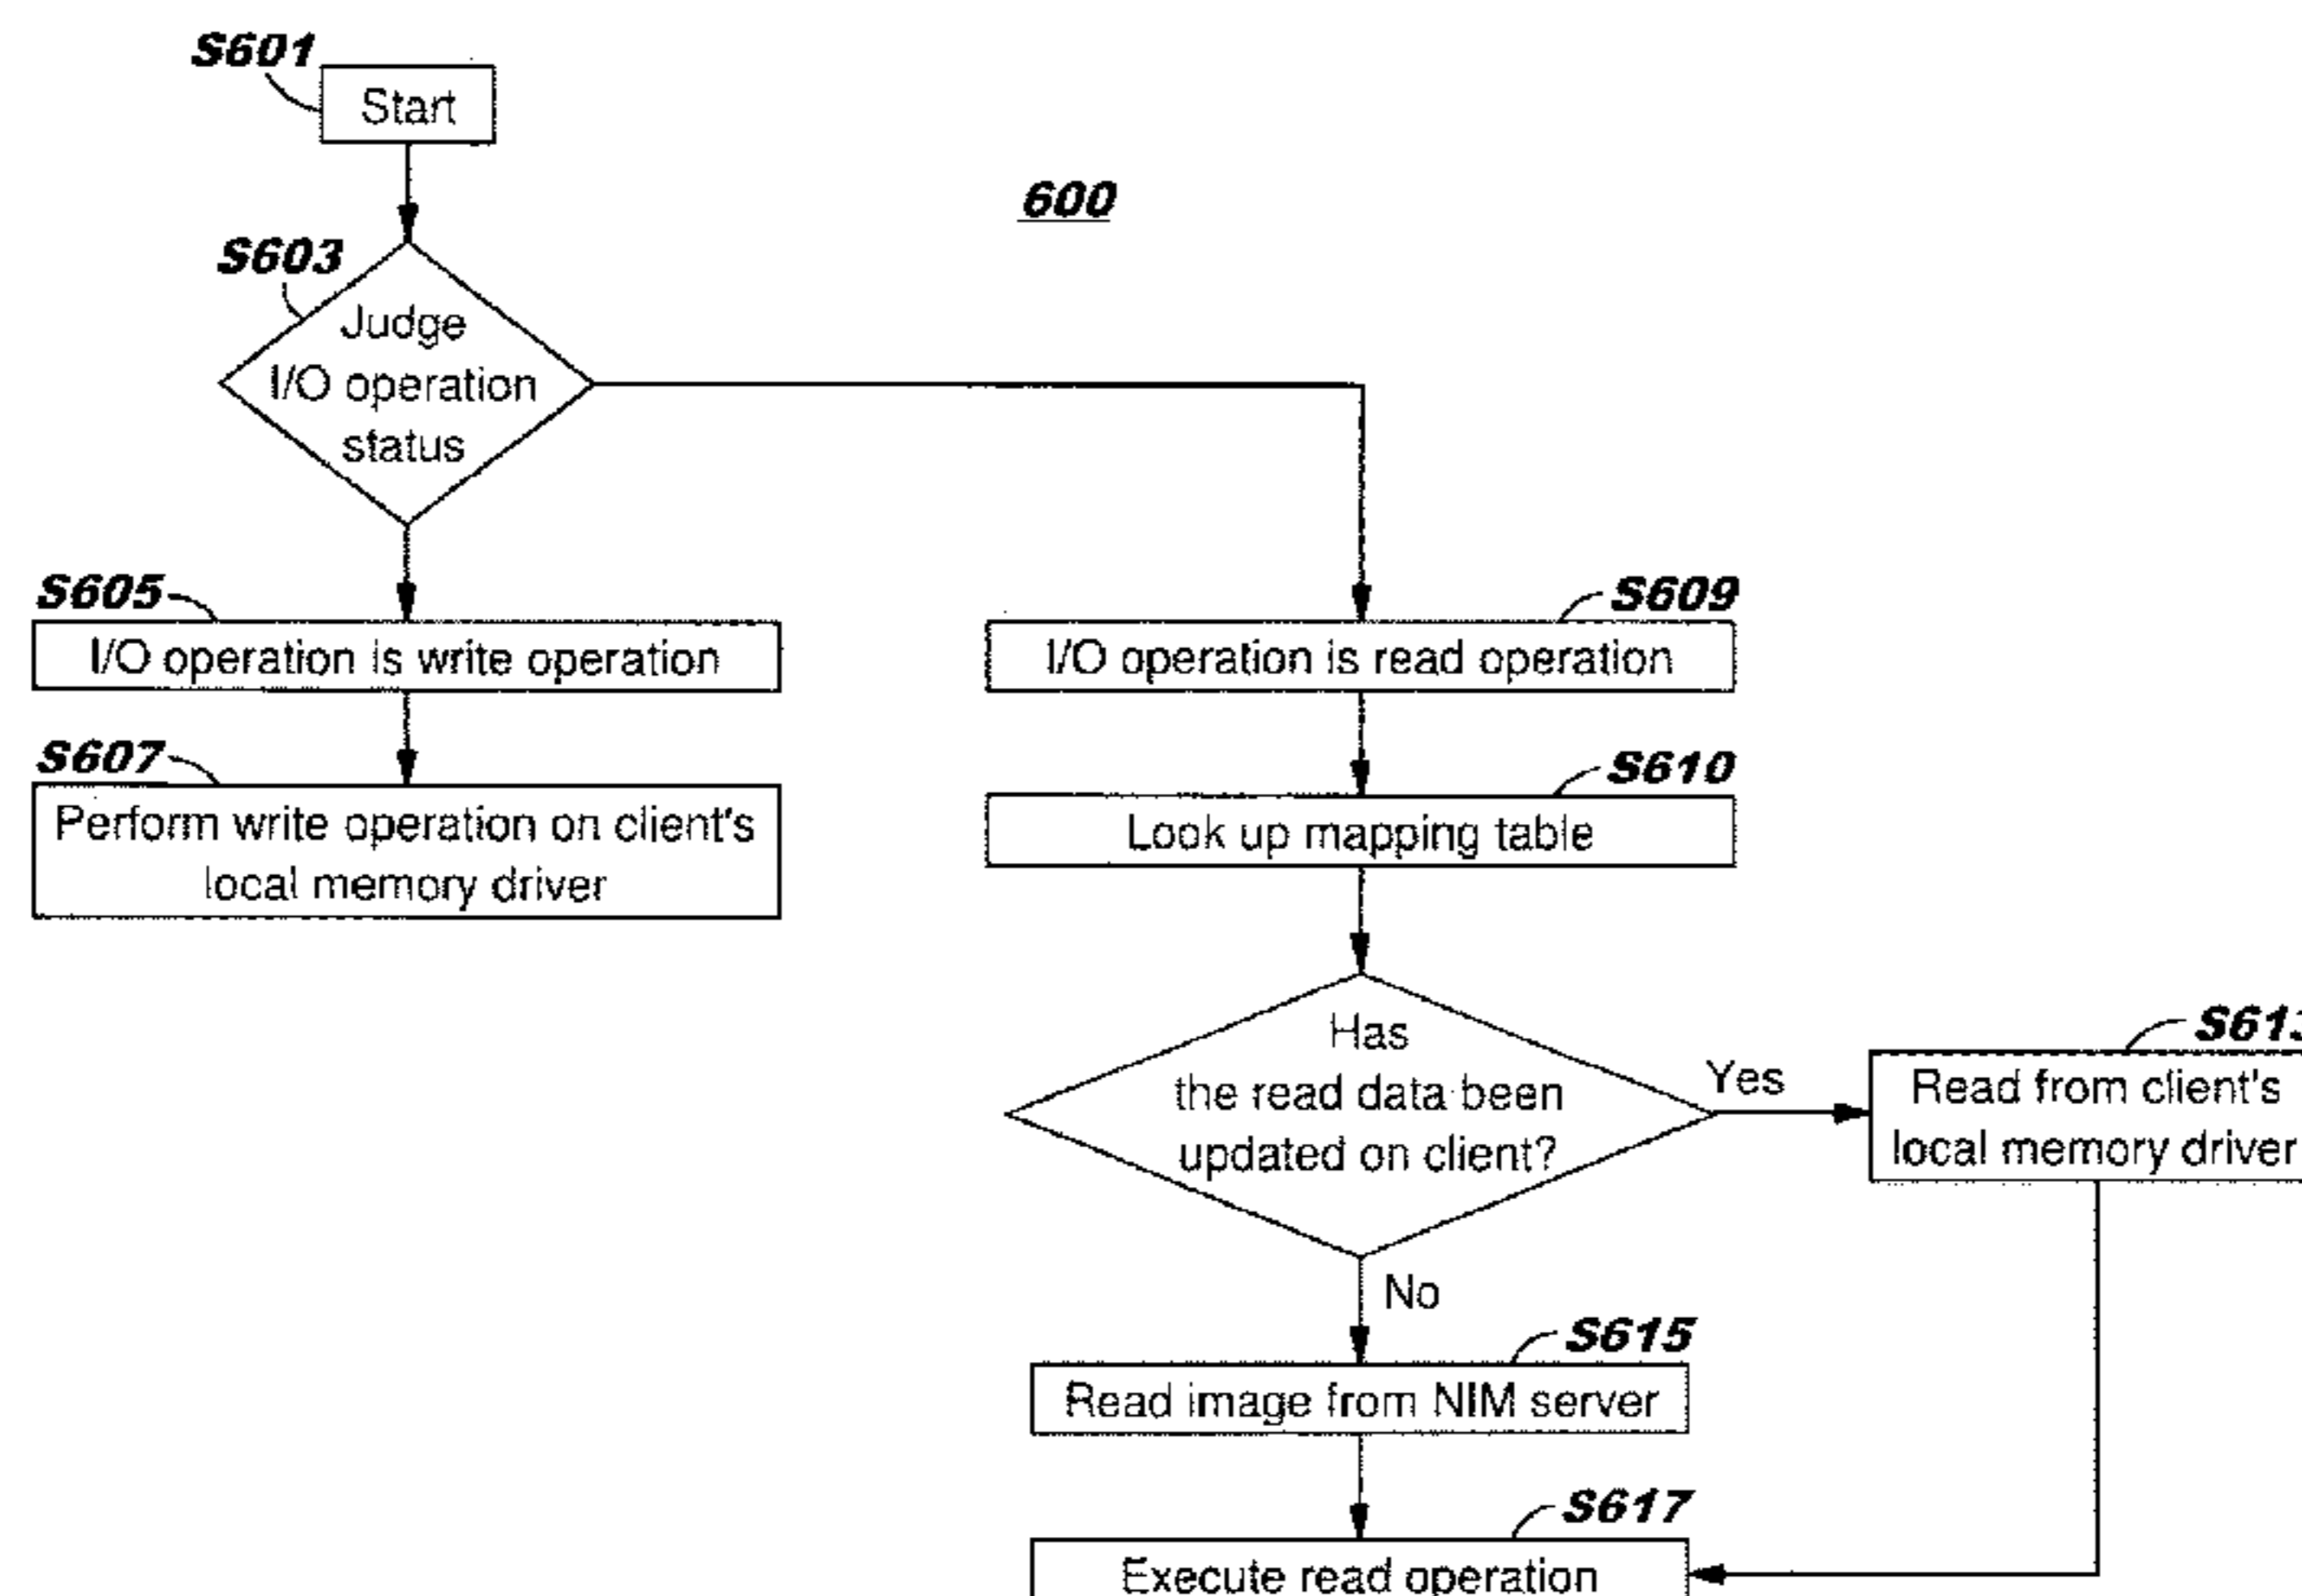 S601
Start
600
S603
Judge
I/O operation
status
S605
I/O operation is write operation
S609
I/O operation is read operation
S607
Perform write operation on client's
local memory driver
S610
Look up mapping table
Has
the read data been
updated on client?
Yes
S613
Read from client's
local memory driver
No
S615
Read image from NIM server
S617
Execute read operation